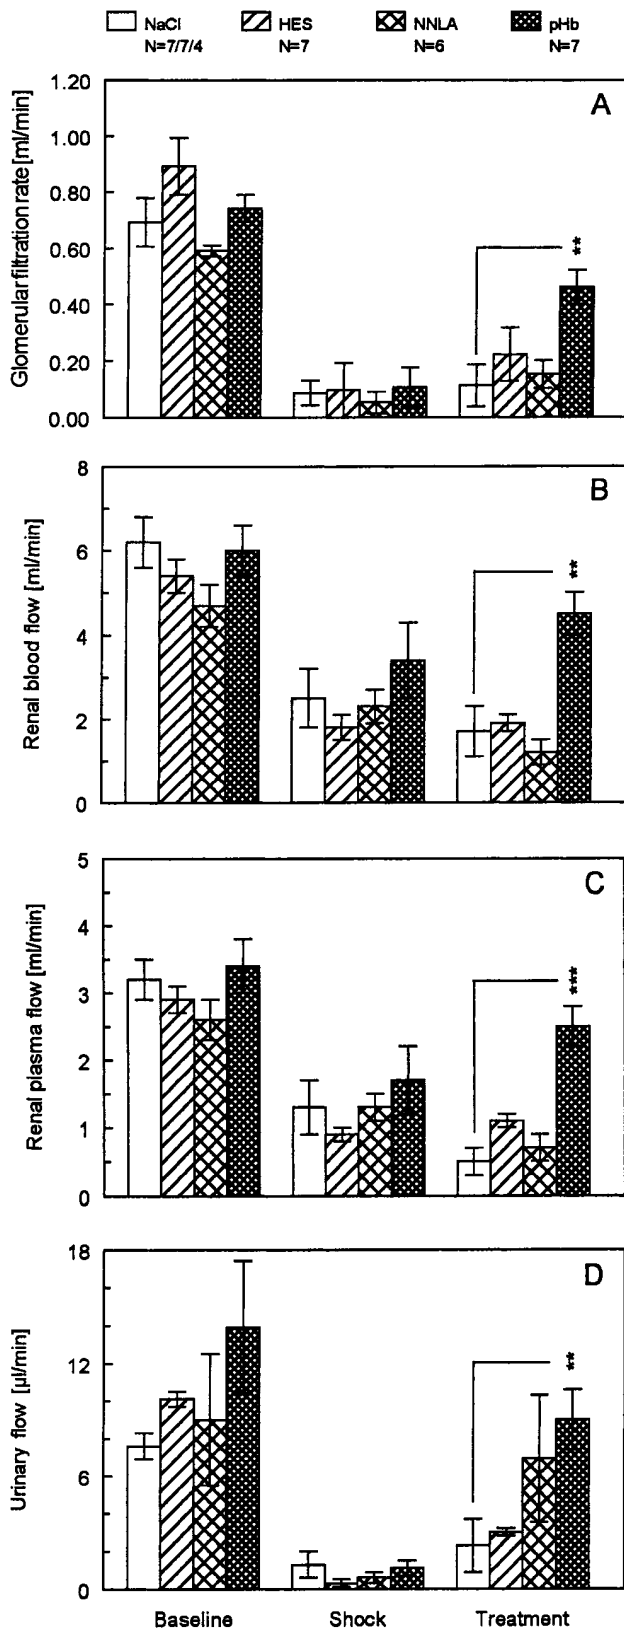 NaCl HES NNLA pHb
N=7/7/4 N=7 N=6 N=7
A
Glomerular filtration rate [ml/min]
1.20
1.00
0.80
0.60
0.40
0.20
0.00
**
B
Renal blood flow [ml/min]
8
6
4
2
0
**
C
Renal plasma flow [ml/min]
5
4
3
2
1
0
***
D
Urinary flow [µl/min]
18
12
6
0
**
Baseline Shock Treatment